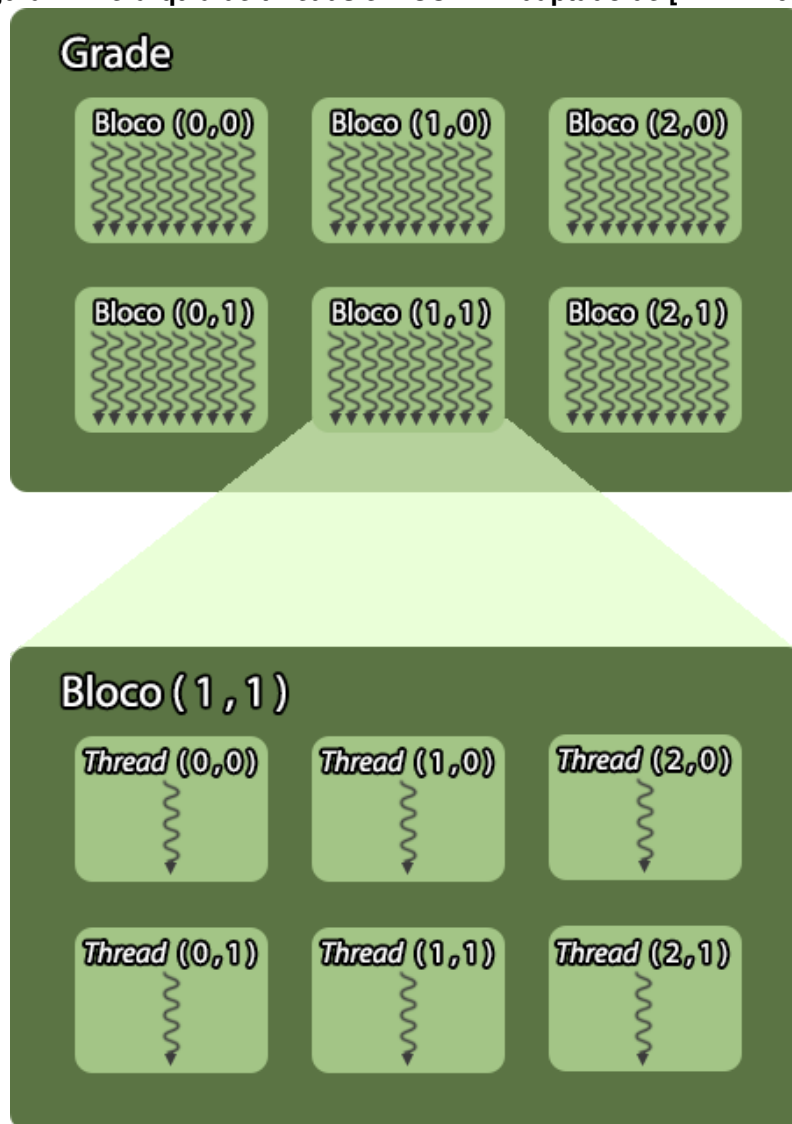 Grade
Bloco (0,0) Bloco (1,0) Bloco (2,0)
Bloco (0,1) Bloco (1,1) Bloco (2,1)
Bloco (1,1)
Thread (0,0) Thread (1,0) Thread (2,0)
Thread (0,1) Thread (1,1) Thread (2,1)